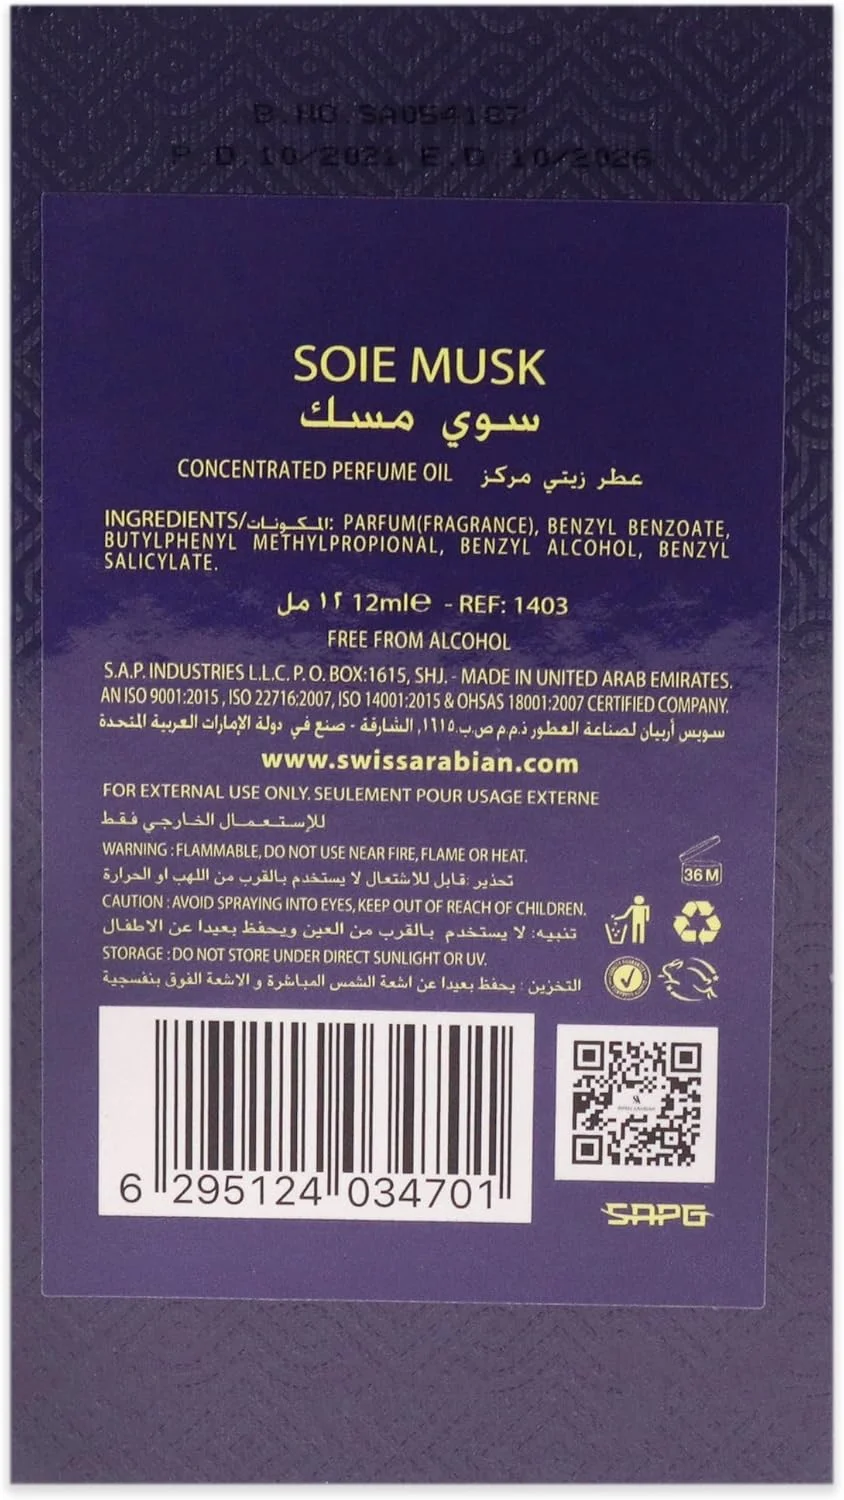 B.NO.SA054187
P.D.10/2021 E.D.10/2026
SOIE MUSK
سوي مسك
CONCENTRATED PERFUME OIL عطر زيتي مركز
INGREDIENTS/المكونات: PARFUM(FRAGRANCE), BENZYL BENZOATE,
BUTYLPHENYL METHYLPROPIONAL, BENZYL ALCOHOL, BENZYL
SALICYLATE.
١٢ مل 12ml℮ - REF: 1403
FREE FROM ALCOHOL
S.A.P. INDUSTRIES L.L.C. P.O. BOX:1615, SHJ. - MADE IN UNITED ARAB EMIRATES.
AN ISO 9001:2015 , ISO 22716:2007, ISO 14001:2015 & OHSAS 18001:2007 CERTIFIED COMPANY.
سويس أربيان لصناعة العطور ذ.م.م ص.ب.١٦١٥, الشارقة - صنع في دولة الإمارات العربية المتحدة
www.swissarabian.com
FOR EXTERNAL USE ONLY. SEULEMENT POUR USAGE EXTERNE
للإستعمال الخارجي فقط
WARNING : FLAMMABLE, DO NOT USE NEAR FIRE, FLAME OR HEAT.
تحذير :قابل للاشتعال لا يستخدم بالقرب من اللهب او الحرارة
36 M
CAUTION : AVOID SPRAYING INTO EYES, KEEP OUT OF REACH OF CHILDREN.
تنبيه: لا يستخدم بالقرب من العين ويحفظ بعيدا عن الاطفال
STORAGE : DO NOT STORE UNDER DIRECT SUNLIGHT OR UV.
التخزين : يحفظ بعيدا عن اشعة الشمس المباشرة و الاشعة الفوق بنفسجية
6 295124 034701
SAPG